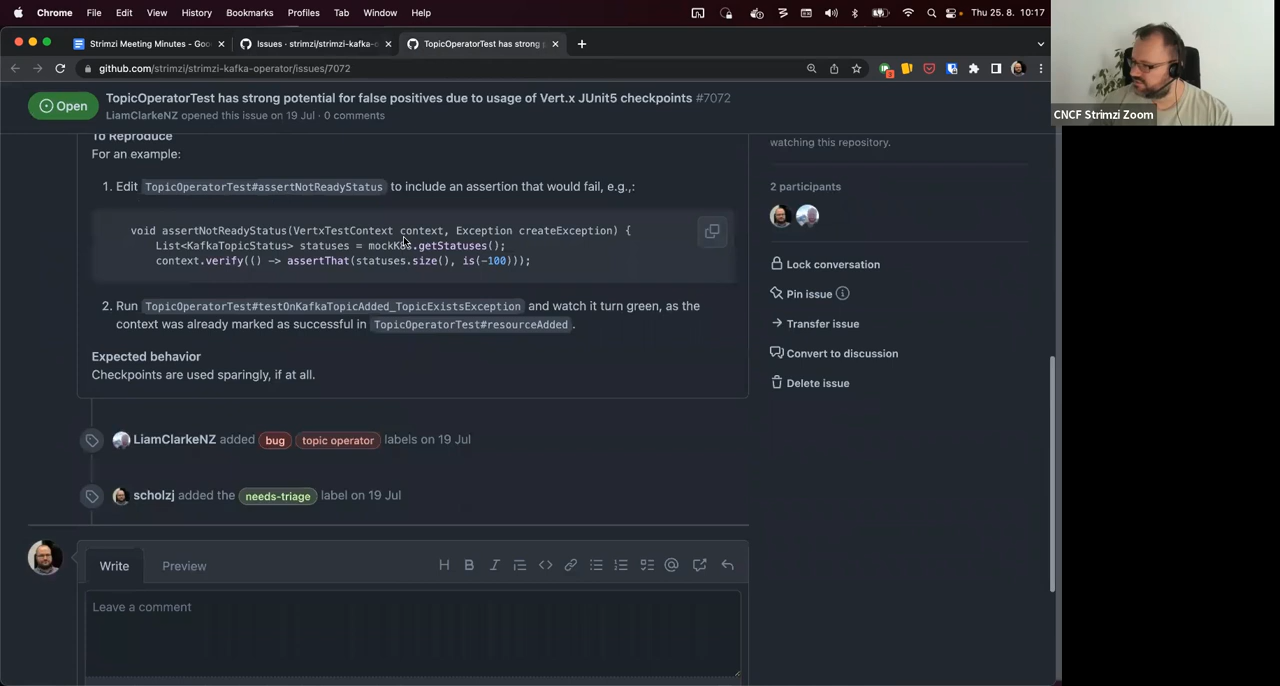 Chrome File Edit View History Bookmarks Profiles Tab Window Help Thu 25. 8. 10:17
Strimzi Meeting Minutes - Goo Issues · strimzi/strimzi-kafka-o TopicOperatorTest has strong p
github.com/strimzi/strimzi-kafka-operator/issues/7072
CNCF Strimzi Zoom
Open TopicOperatorTest has strong potential for false positives due to usage of Vert.x JUnit5 checkpoints #7072
LiamClarkeNZ opened this issue on 19 Jul · 0 comments
To Reproduce
For an example:
1. Edit TopicOperatorTest#assertNotReadyStatus to include an assertion that would fail, e.g.,:
void assertNotReadyStatus(VertxTestContext context, Exception createException) {
List<KafkaTopicStatus> statuses = mockK8s.getStatuses();
context.verify(() -> assertThat(statuses.size(), is(-100)));
2. Run TopicOperatorTest#testOnKafkaTopicAdded_TopicExistsException and watch it turn green, as the
context was already marked as successful in TopicOperatorTest#resourceAdded.
Expected behavior
Checkpoints are used sparingly, if at all.
LiamClarkeNZ added bug topic operator labels on 19 Jul
scholzj added the needs-triage label on 19 Jul
Write Preview
Leave a comment
watching this repository.
2 participants
Lock conversation
Pin issue
Transfer issue
Convert to discussion
Delete issue